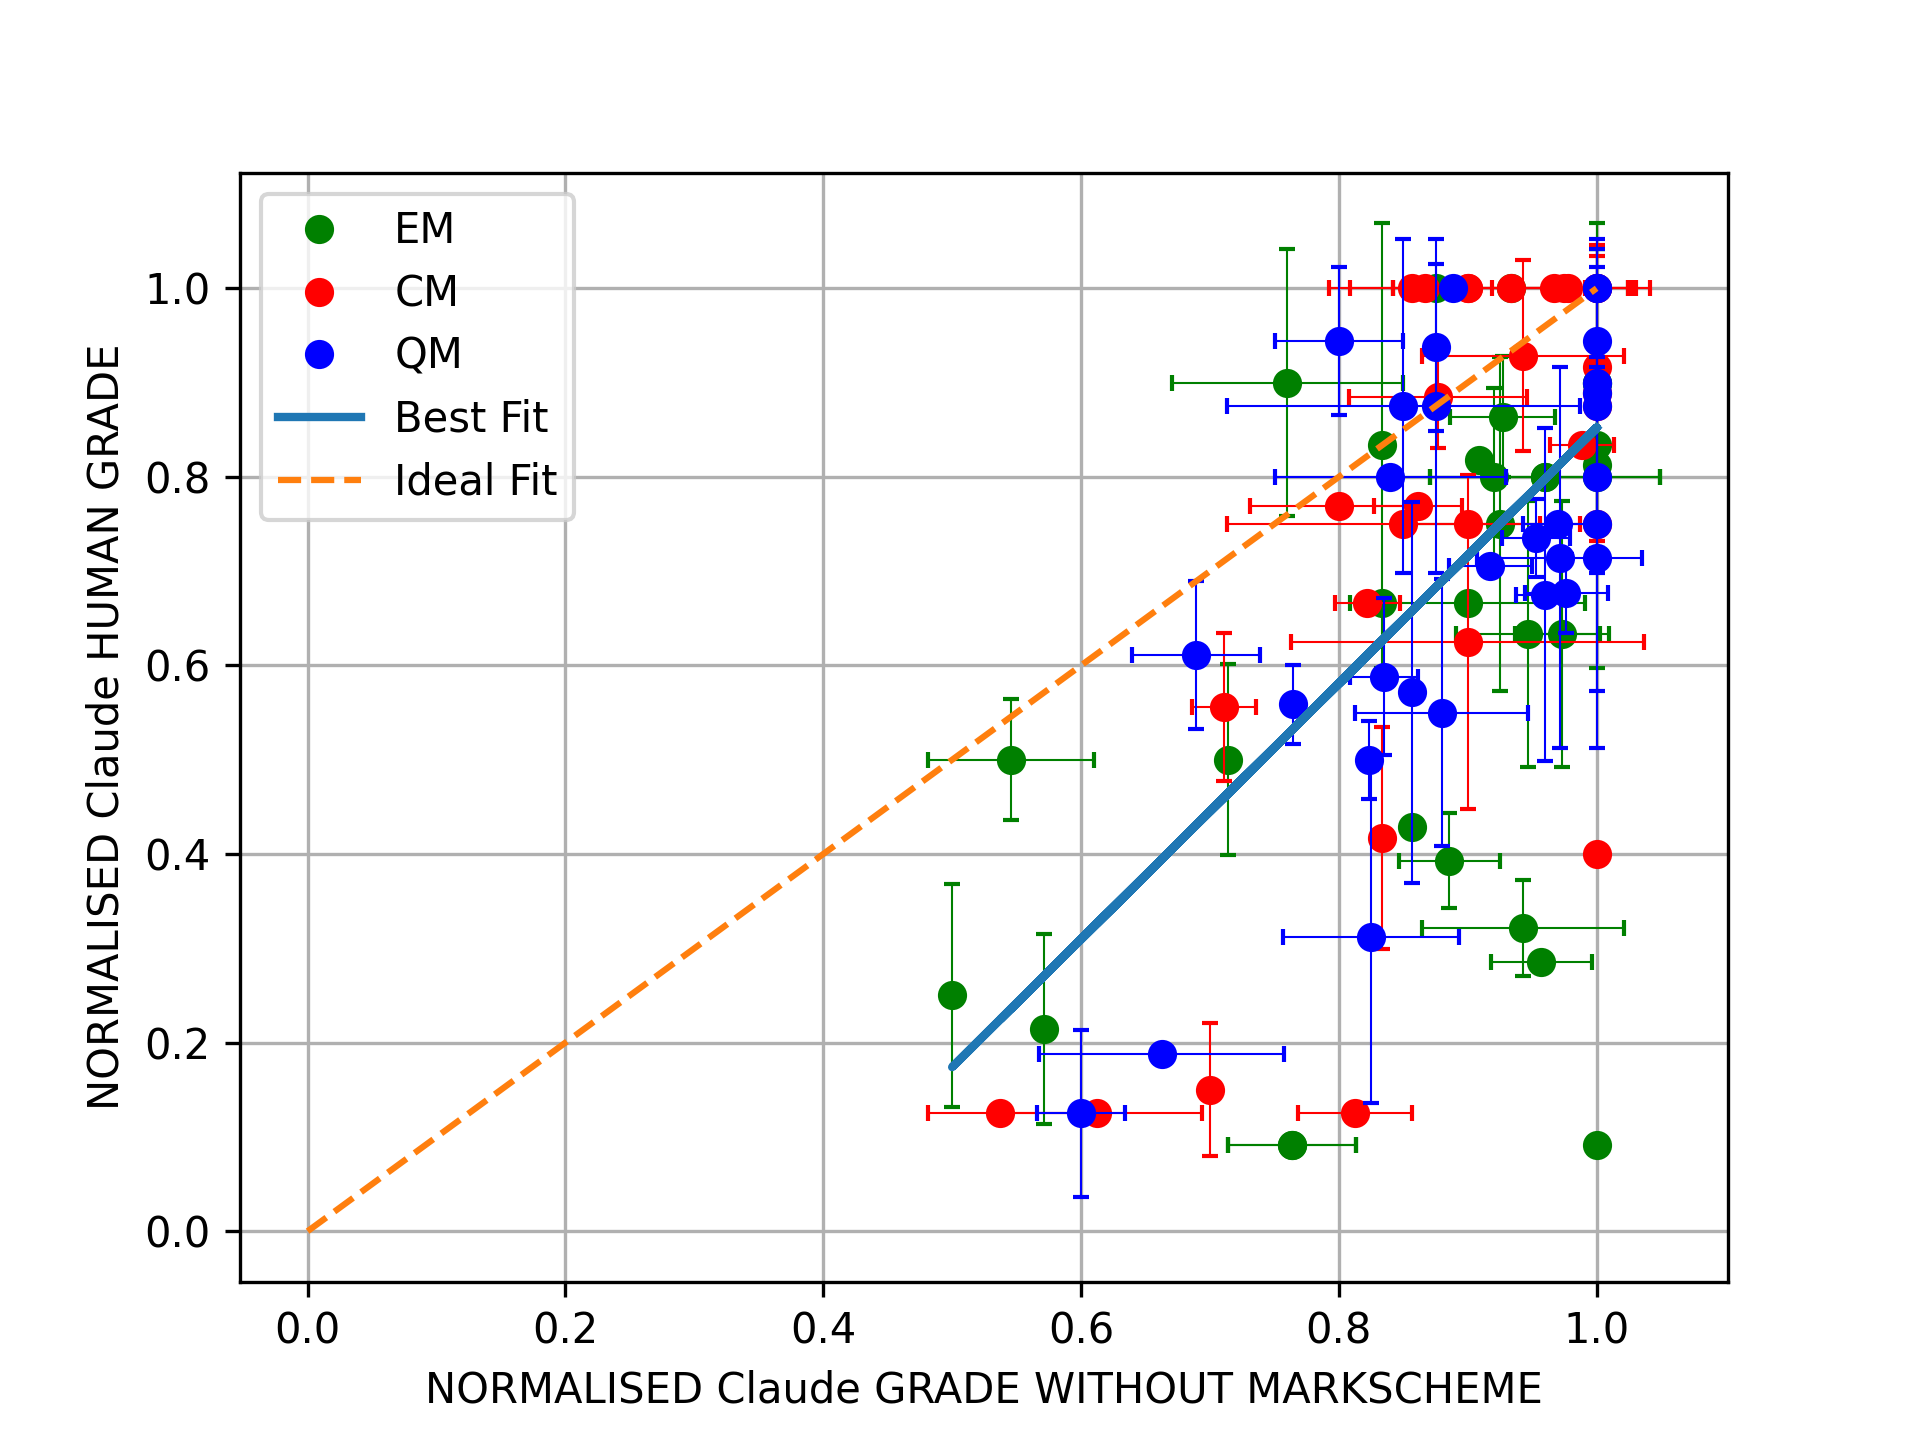 EM
CM
QM
Best Fit
Ideal Fit
NORMALISED Claude HUMAN GRADE
1.0
0.8
0.6
0.4
0.2
0.0
0.0 0.2 0.4 0.6 0.8 1.0
NORMALISED Claude GRADE WITHOUT MARKSCHEME